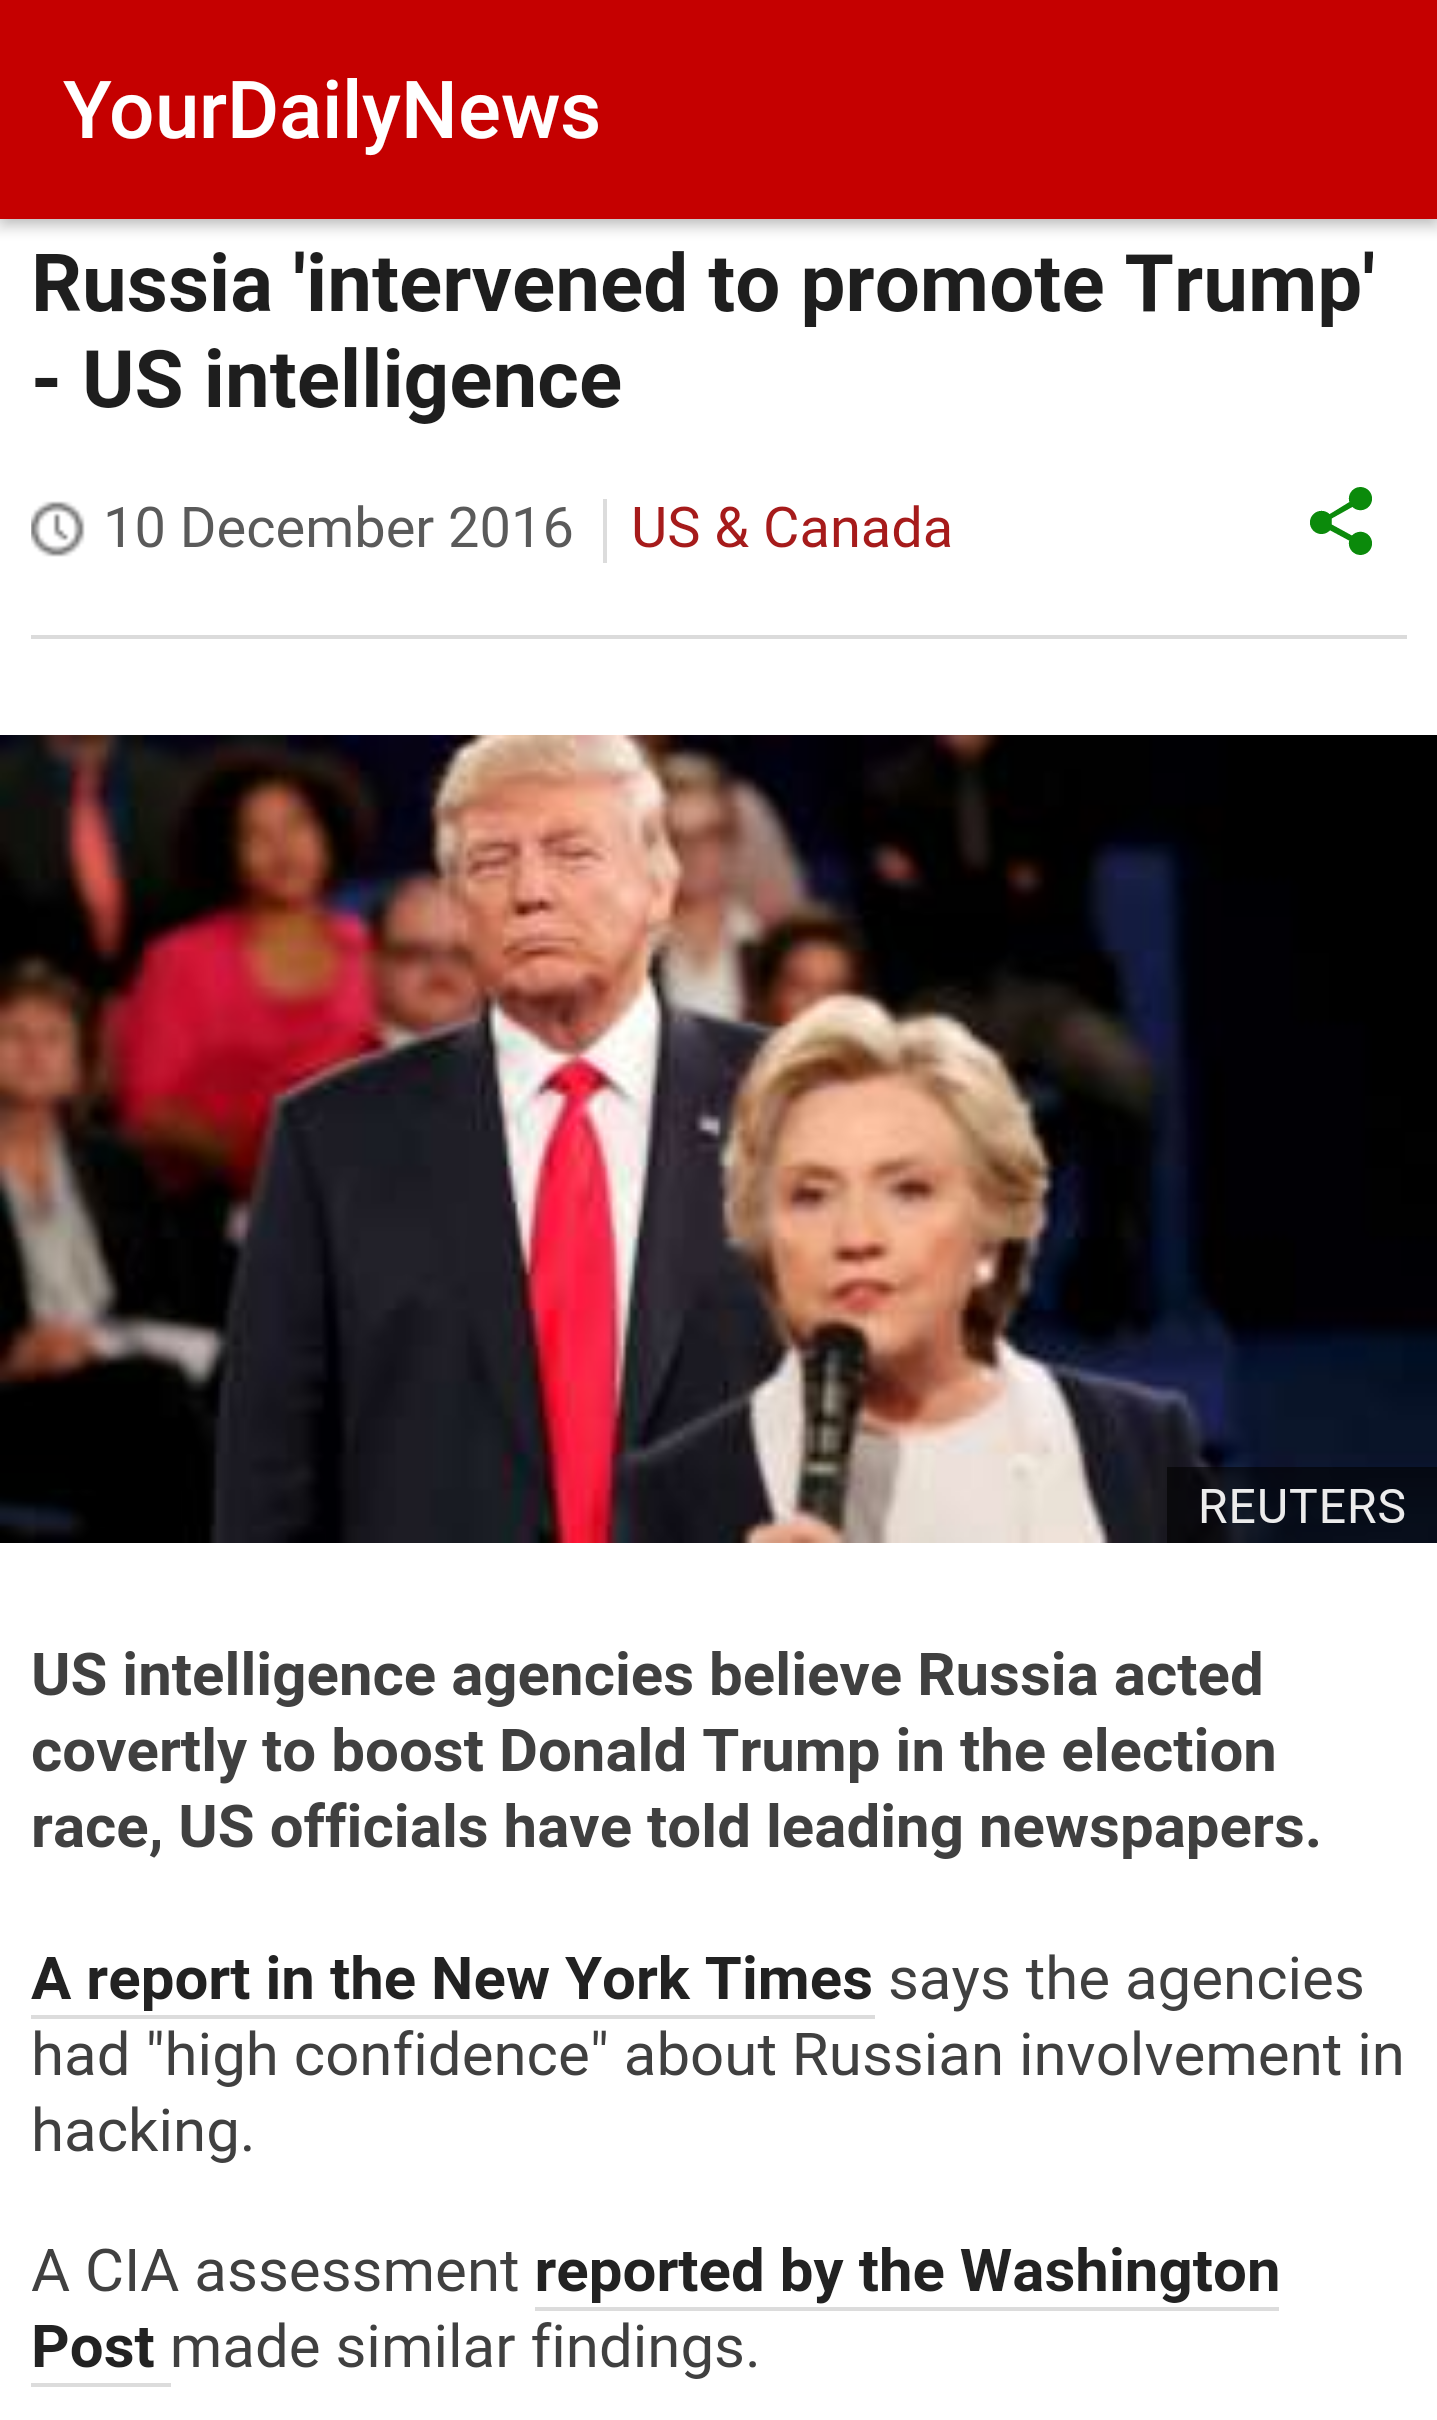 YourDailyNews
Russia 'intervened to promote Trump'
- US intelligence
10 December 2016 US & Canada
REUTERS
US intelligence agencies believe Russia acted
covertly to boost Donald Trump in the election
race, US officials have told leading newspapers.
A report in the New York Times says the agencies
had "high confidence" about Russian involvement in
hacking.
A CIA assessment reported by the Washington
Post made similar findings.